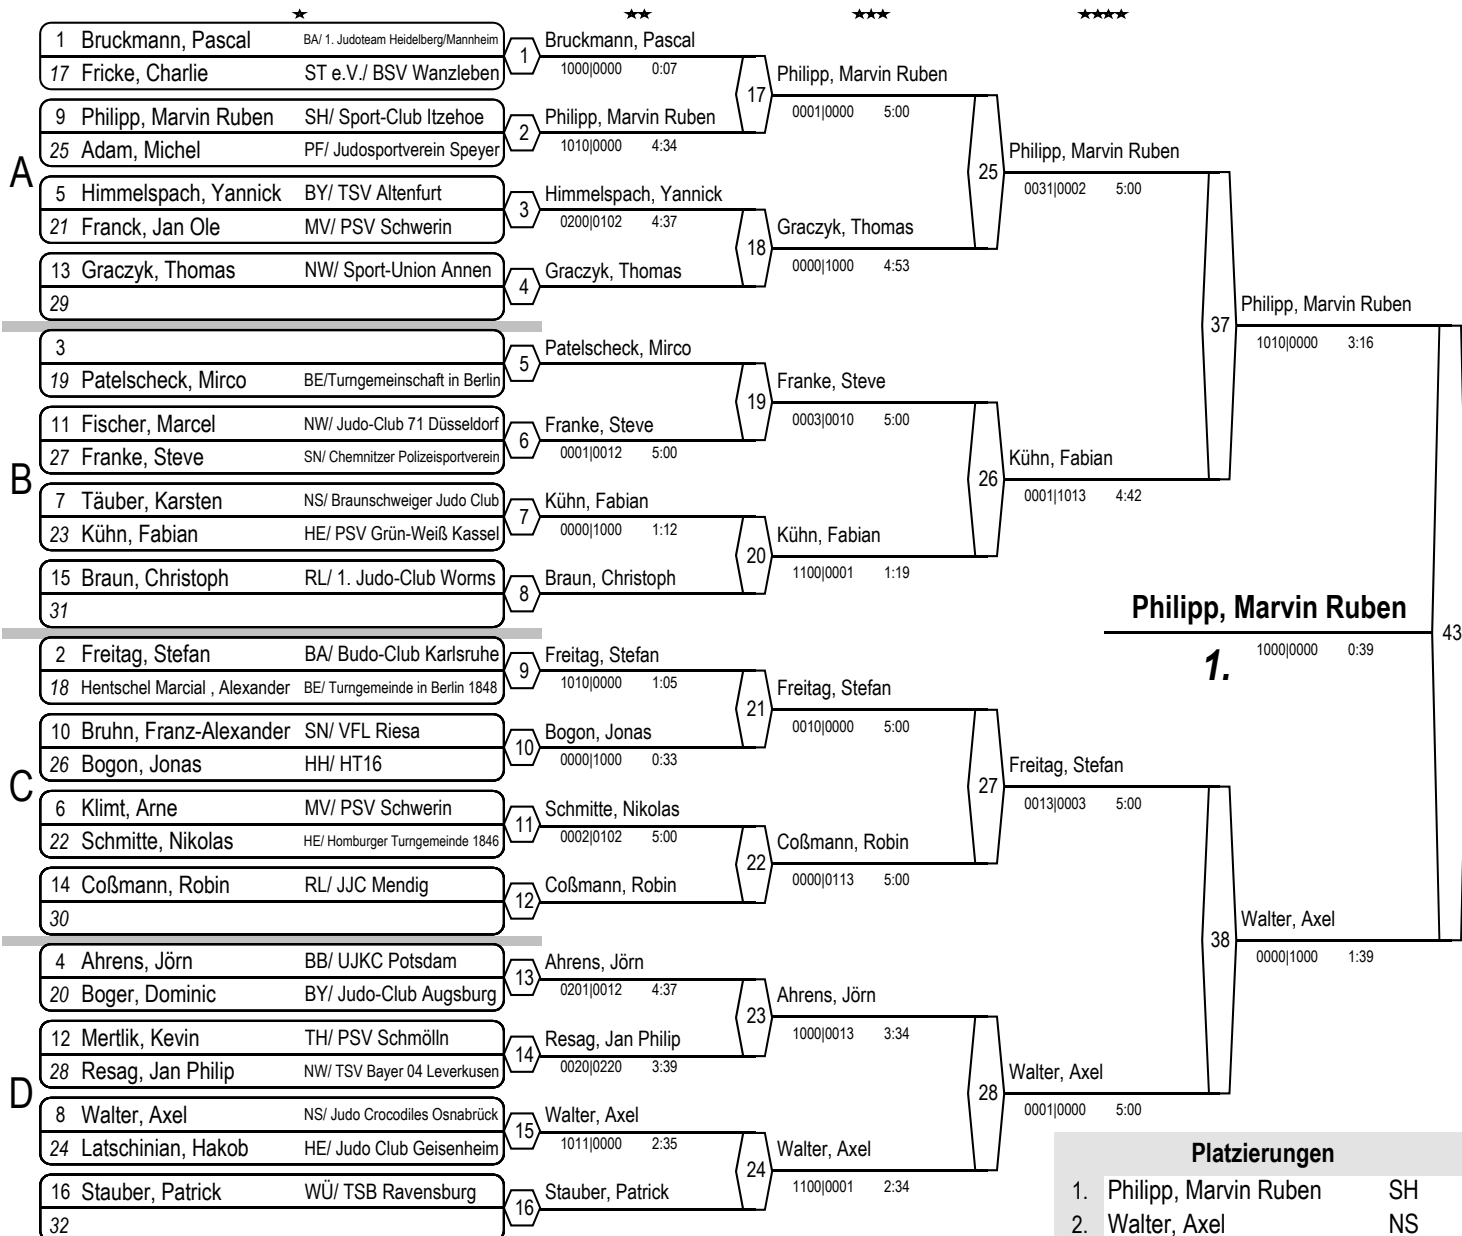 ★ ★★ ★★★ ★★★★
A
1 Bruckmann, Pascal BA/ 1. Judoteam Heidelberg/Mannheim
17 Fricke, Charlie ST e.V./ BSV Wanzleben
9 Philipp, Marvin Ruben SH/ Sport-Club Itzehoe
25 Adam, Michel PF/ Judosportverein Speyer
5 Himmelspach, Yannick BY/ TSV Altenfurt
21 Franck, Jan Ole MV/ PSV Schwerin
13 Graczyk, Thomas NW/ Sport-Union Annen
29
B
3
19 Patelscheck, Mirco BE/Turngemeinschaft in Berlin
11 Fischer, Marcel NW/ Judo-Club 71 Düsseldorf
27 Franke, Steve SN/ Chemnitzer Polizeisportverein
7 Täuber, Karsten NS/ Braunschweiger Judo Club
23 Kühn, Fabian HE/ PSV Grün-Weiß Kassel
15 Braun, Christoph RL/ 1. Judo-Club Worms
31
C
2 Freitag, Stefan BA/ Budo-Club Karlsruhe
18 Hentschel Marcial , Alexander BE/ Turngemeinde in Berlin 1848
10 Bruhn, Franz-Alexander SN/ VFL Riesa
26 Bogon, Jonas HH/ HT16
6 Klimt, Arne MV/ PSV Schwerin
22 Schmitte, Nikolas HE/ Homburger Turngemeinde 1846
14 Coßmann, Robin RL/ JJC Mendig
30
D
4 Ahrens, Jörn BB/ UJKC Potsdam
20 Boger, Dominic BY/ Judo-Club Augsburg
12 Mertlik, Kevin TH/ PSV Schmölln
28 Resag, Jan Philip NW/ TSV Bayer 04 Leverkusen
8 Walter, Axel NS/ Judo Crocodiles Osnabrück
24 Latschinian, Hakob HE/ Judo Club Geisenheim
16 Stauber, Patrick WÜ/ TSB Ravensburg
32
1 Bruckmann, Pascal
1000|0000 0:07
2 Philipp, Marvin Ruben
1010|0000 4:34
3 Himmelspach, Yannick
0200|0102 4:37
4 Graczyk, Thomas
5 Patelscheck, Mirco
6 Franke, Steve
0001|0012 5:00
7 Kühn, Fabian
0000|1000 1:12
8 Braun, Christoph
9 Freitag, Stefan
1010|0000 1:05
10 Bogon, Jonas
0000|1000 0:33
11 Schmitte, Nikolas
0002|0102 5:00
12 Coßmann, Robin
13 Ahrens, Jörn
0201|0012 4:37
14 Resag, Jan Philip
0020|0220 3:39
15 Walter, Axel
1011|0000 2:35
16 Stauber, Patrick
17 Philipp, Marvin Ruben
0001|0000 5:00
18 Graczyk, Thomas
0000|1000 4:53
19 Franke, Steve
0003|0010 5:00
20 Kühn, Fabian
1100|0001 1:19
21 Freitag, Stefan
0010|0000 5:00
22 Coßmann, Robin
0000|0113 5:00
23 Ahrens, Jörn
1000|0013 3:34
24 Walter, Axel
1100|0001 2:34
25 Philipp, Marvin Ruben
0031|0002 5:00
26 Kühn, Fabian
0001|1013 4:42
27 Freitag, Stefan
0013|0003 5:00
28 Walter, Axel
0001|0000 5:00
37 Philipp, Marvin Ruben
1010|0000 3:16
38 Walter, Axel
0000|1000 1:39
Philipp, Marvin Ruben 43
1. 1000|0000 0:39
Platzierungen
1. Philipp, Marvin Ruben SH
2. Walter, Axel NS